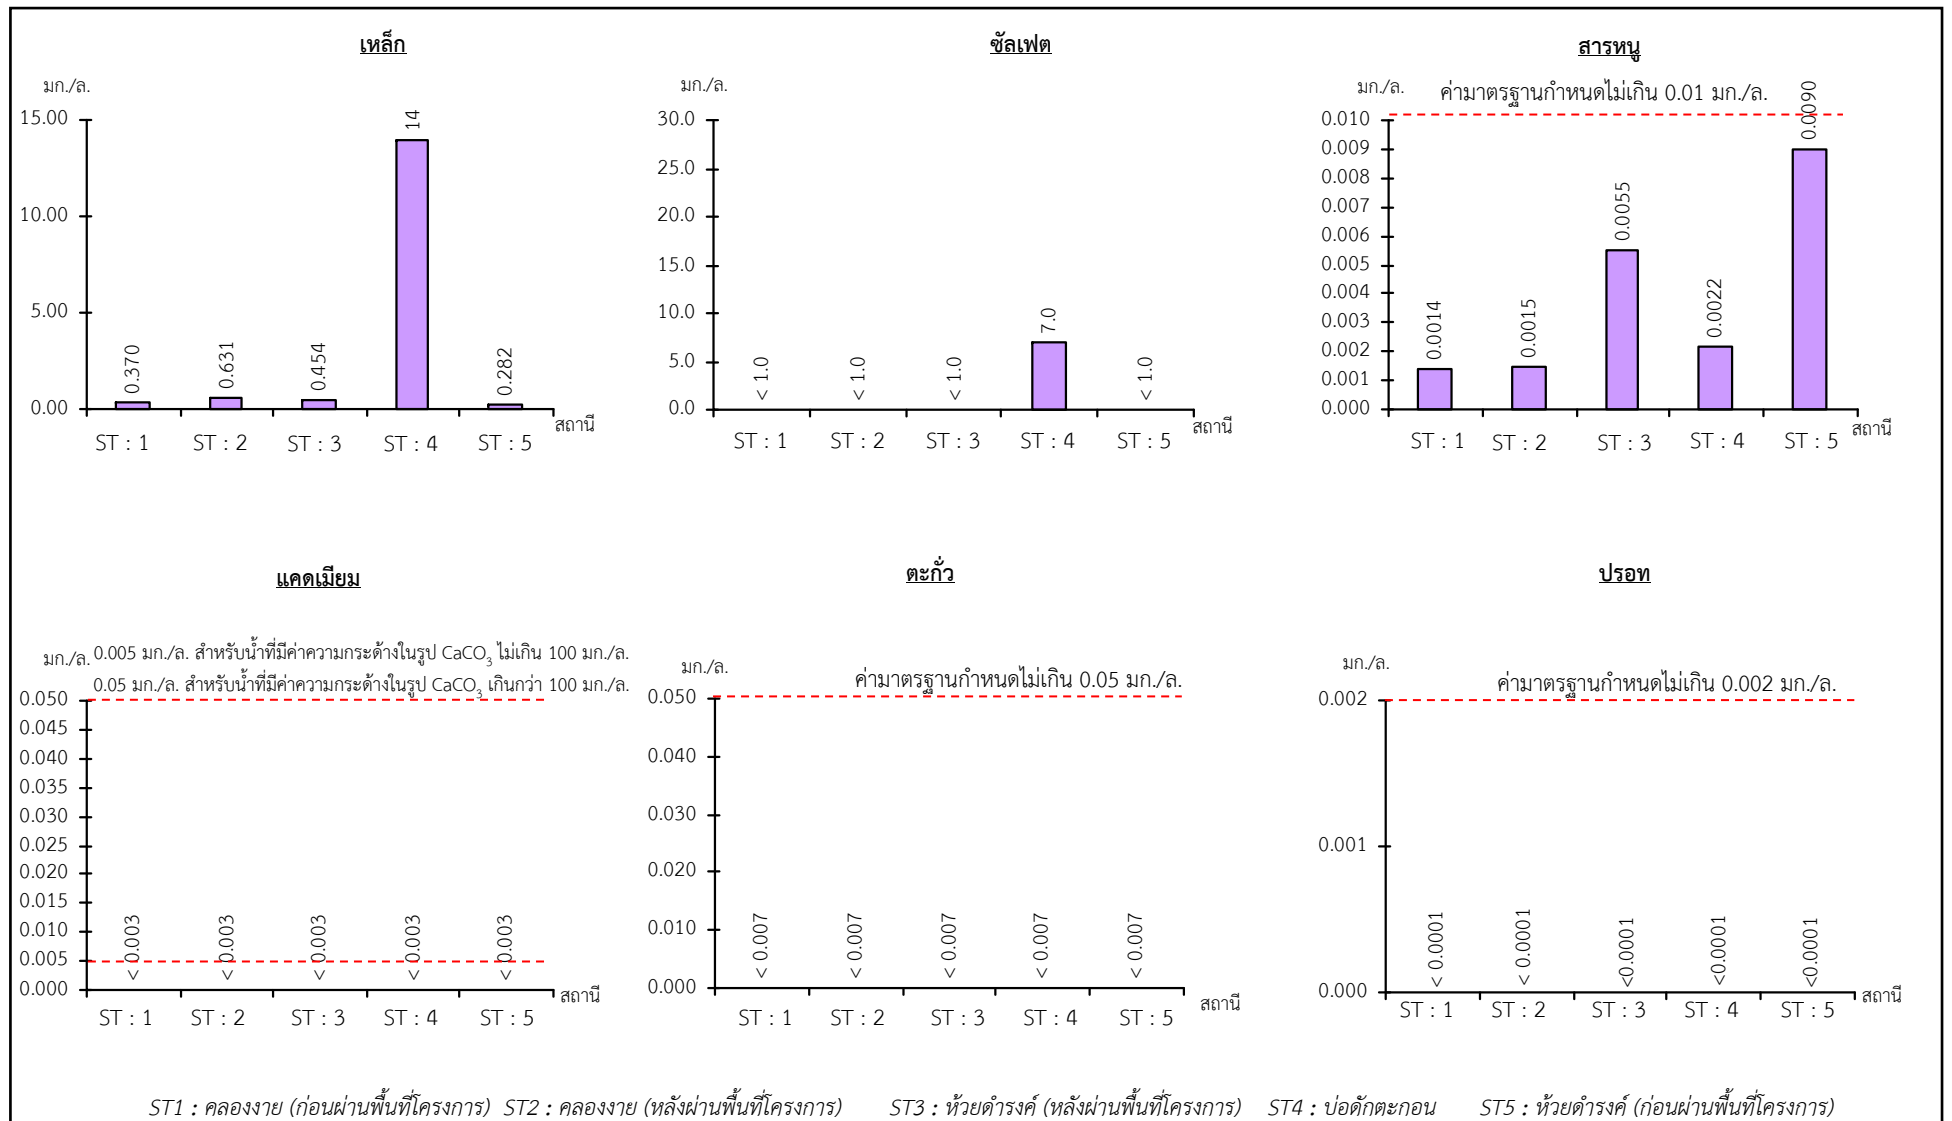 เหล็ก
มก./ล.
15.00
10.00
5.00
0.00
0.370
0.631
0.454
14
0.282
ST : 1 ST : 2 ST : 3 ST : 4 ST : 5
สถานี
ซัลเฟต
มก./ล.
30.0
25.0
20.0
15.0
10.0
5.0
0.0
< 1.0
< 1.0
< 1.0
7.0
< 1.0
ST : 1 ST : 2 ST : 3 ST : 4 ST : 5
สถานี
สารหนู
มก./ล.
ค่ามาตรฐานกำหนดไม่เกิน 0.01 มก./ล.
0.010
0.009
0.008
0.007
0.006
0.005
0.004
0.003
0.002
0.001
0.000
0.0014
0.0015
0.0055
0.0022
0.0090
ST : 1 ST : 2 ST : 3 ST : 4 ST : 5
สถานี
แคดเมียม
มก./ล.
0.005 มก./ล. สำหรับน้ำที่มีค่าความกระด้างในรูป CaCO3 ไม่เกิน 100 มก./ล.
0.05 มก./ล. สำหรับน้ำที่มีค่าความกระด้างในรูป CaCO3 เกินกว่า 100 มก./ล.
0.050
0.045
0.040
0.035
0.030
0.025
0.020
0.015
0.010
0.005
0.000
< 0.003
< 0.003
< 0.003
< 0.003
< 0.003
ST : 1 ST : 2 ST : 3 ST : 4 ST : 5
สถานี
ตะกั่ว
มก./ล.
ค่ามาตรฐานกำหนดไม่เกิน 0.05 มก./ล.
0.050
0.040
0.030
0.020
0.010
0.000
< 0.007
< 0.007
< 0.007
< 0.007
< 0.007
ST : 1 ST : 2 ST : 3 ST : 4 ST : 5
สถานี
ปรอท
มก./ล.
ค่ามาตรฐานกำหนดไม่เกิน 0.002 มก./ล.
0.002
0.001
0.000
< 0.0001
< 0.0001
<0.0001
<0.0001
<0.0001
ST : 1 ST : 2 ST : 3 ST : 4 ST : 5
สถานี
ST1 : คลองงาย (ก่อนผ่านพื้นที่โครงการ) ST2 : คลองงาย (หลังผ่านพื้นที่โครงการ) ST3 : ห้วยดำรงค์ (หลังผ่านพื้นที่โครงการ) ST4 : บ่อดักตะกอน ST5 : ห้วยดำรงค์ (ก่อนผ่านพื้นที่โครงการ)